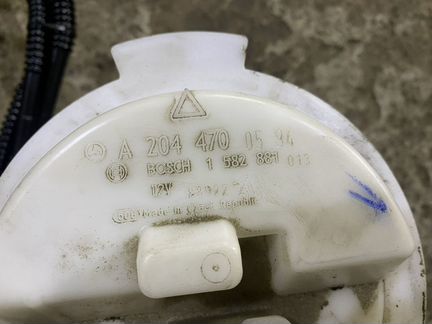 A 204 470 05 94
BOSCH 1 582 881 013
12V
Made in Czech Republic